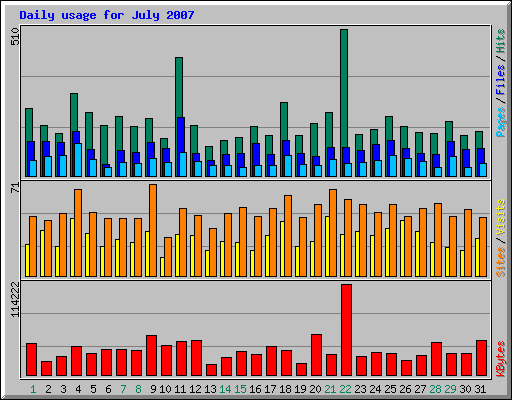 Daily usage for July 2007
510
Pages / Files / Hits
71
Sites / Visits
114222
KBytes
1 2 3 4 5 6 7 8 9 10 11 12 13 14 15 16 17 18 19 20 21 22 23 24 25 26 27 28 29 30 31